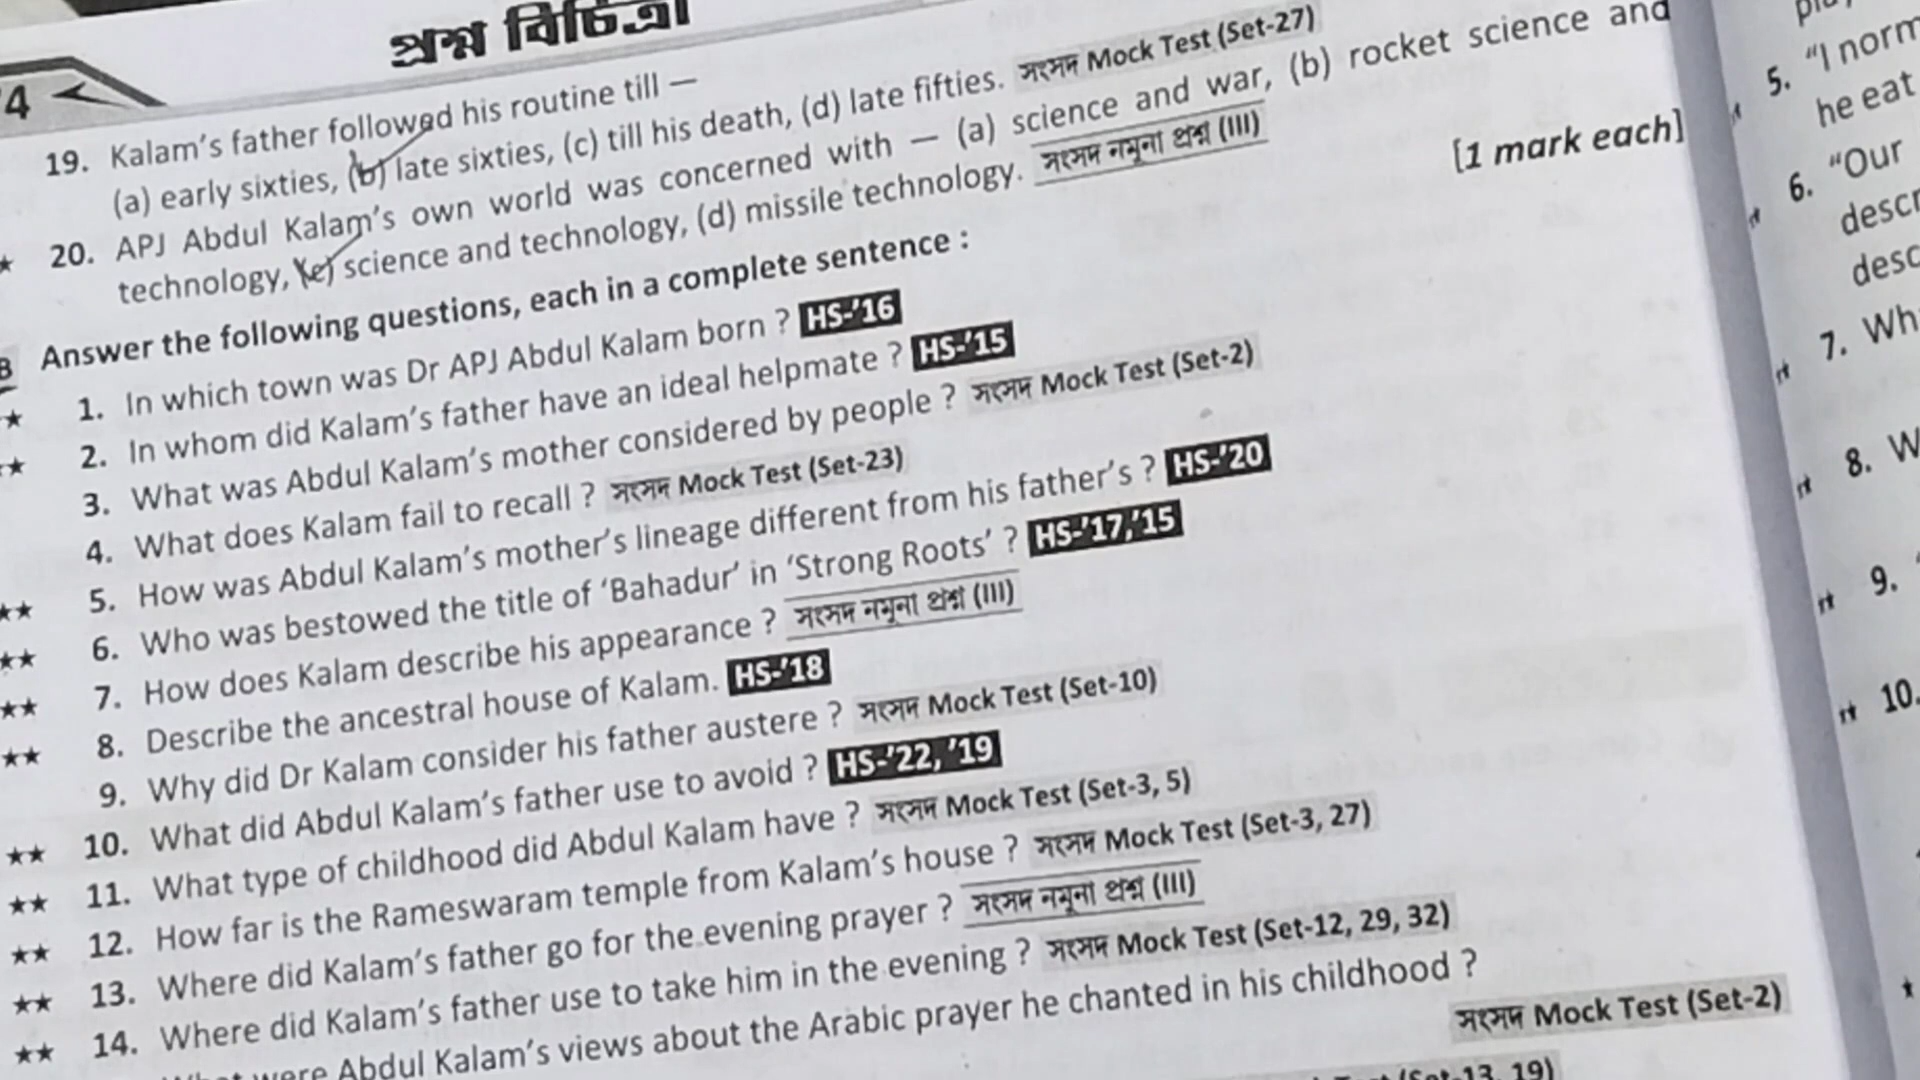 প্রশ্ন বিচিত্রা
19. Kalam's father followed his routine till —
(a) early sixties, (b) late sixties, (c) till his death, (d) late fifties. সংসদ Mock Test (Set-27)
★ 20. APJ Abdul Kalam's own world was concerned with — (a) science and war, (b) rocket science and
technology, (c) science and technology, (d) missile technology. সংসদ নমুনা প্রশ্ন (III)
B Answer the following questions, each in a complete sentence : [1 mark each]
★ 1. In which town was Dr APJ Abdul Kalam born ? HS-'16
★★ 2. In whom did Kalam's father have an ideal helpmate ? HS-'15
3. What was Abdul Kalam's mother considered by people ? সংসদ Mock Test (Set-2)
4. What does Kalam fail to recall ? সংসদ Mock Test (Set-23)
★★ 5. How was Abdul Kalam's mother's lineage different from his father's ? HS-'20
★★ 6. Who was bestowed the title of 'Bahadur' in 'Strong Roots' ? HS-'17,'15
★★ 7. How does Kalam describe his appearance ? সংসদ নমুনা প্রশ্ন (III)
★★ 8. Describe the ancestral house of Kalam. HS-'18
9. Why did Dr Kalam consider his father austere ? সংসদ Mock Test (Set-10)
★★ 10. What did Abdul Kalam's father use to avoid ? HS-'22, '19
★★ 11. What type of childhood did Abdul Kalam have ? সংসদ Mock Test (Set-3, 5)
★★ 12. How far is the Rameswaram temple from Kalam's house ? সংসদ Mock Test (Set-3, 27)
★★ 13. Where did Kalam's father go for the evening prayer ? সংসদ নমুনা প্রশ্ন (III)
★★ 14. Where did Kalam's father use to take him in the evening ? সংসদ Mock Test (Set-12, 29, 32)
were Abdul Kalam's views about the Arabic prayer he chanted in his childhood ?
সংসদ Mock Test (Set-2)
(Set-13, 19)
5. "I norm
he eat
6. "Our
descr
desc
7. Wh
8. W
9.
10.